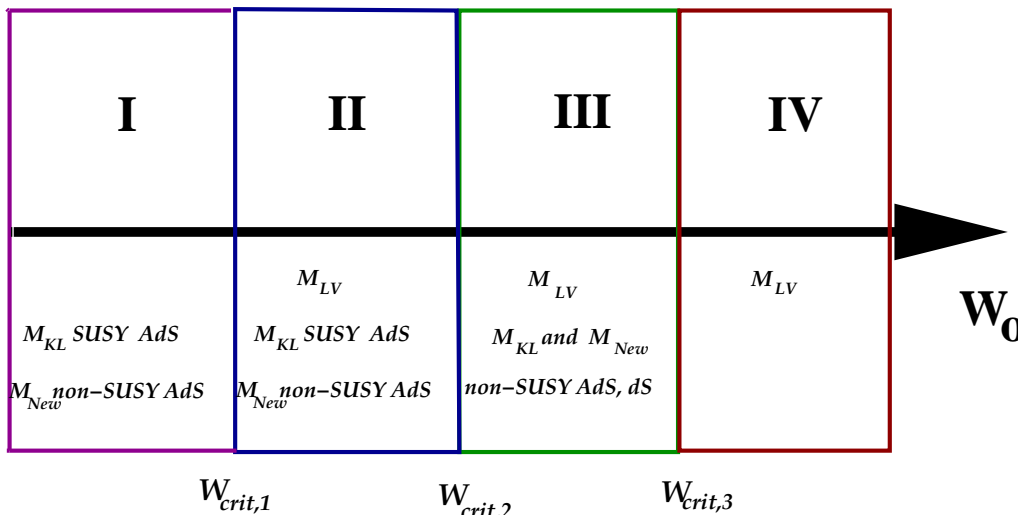 I II III IV
M_LV M_LV M_LV
M_KL SUSY AdS M_KL SUSY AdS M_KL and M_New
M_New non–SUSY AdS M_New non–SUSY AdS non–SUSY AdS, dS
W_0
W_crit,1 W_crit,2 W_crit,3